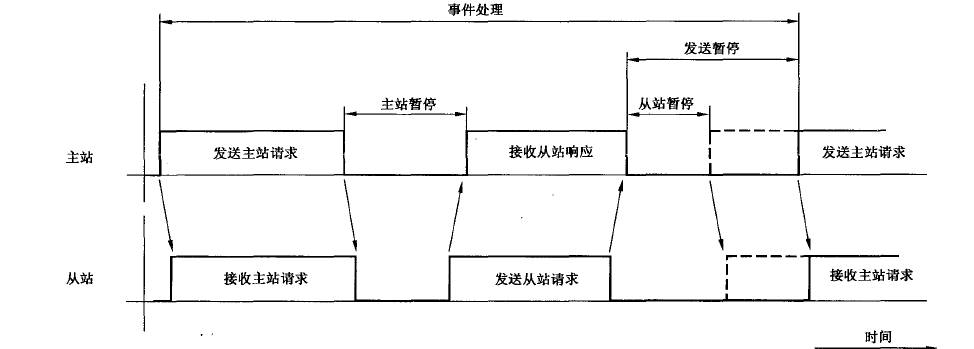 事件处理
发送暂停
主站暂停
从站暂停
主站
发送主站请求
接收从站响应
发送主站请求
从站
接收主站请求
发送从站请求
接收主站请求
时间